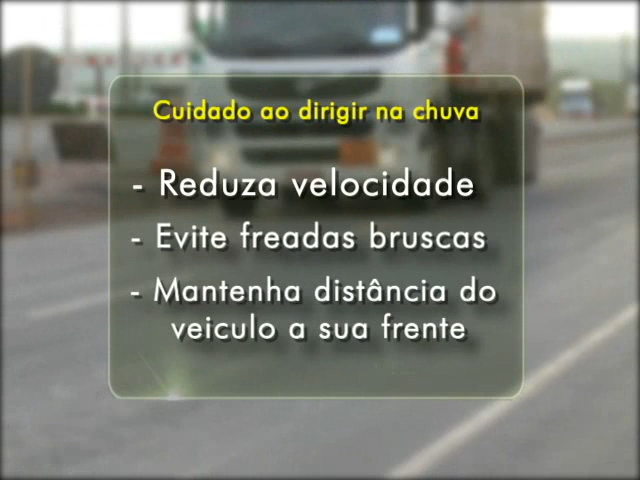 Cuidado ao dirigir na chuva
- Reduza velocidade
- Evite freadas bruscas
- Mantenha distância do
veiculo a sua frente